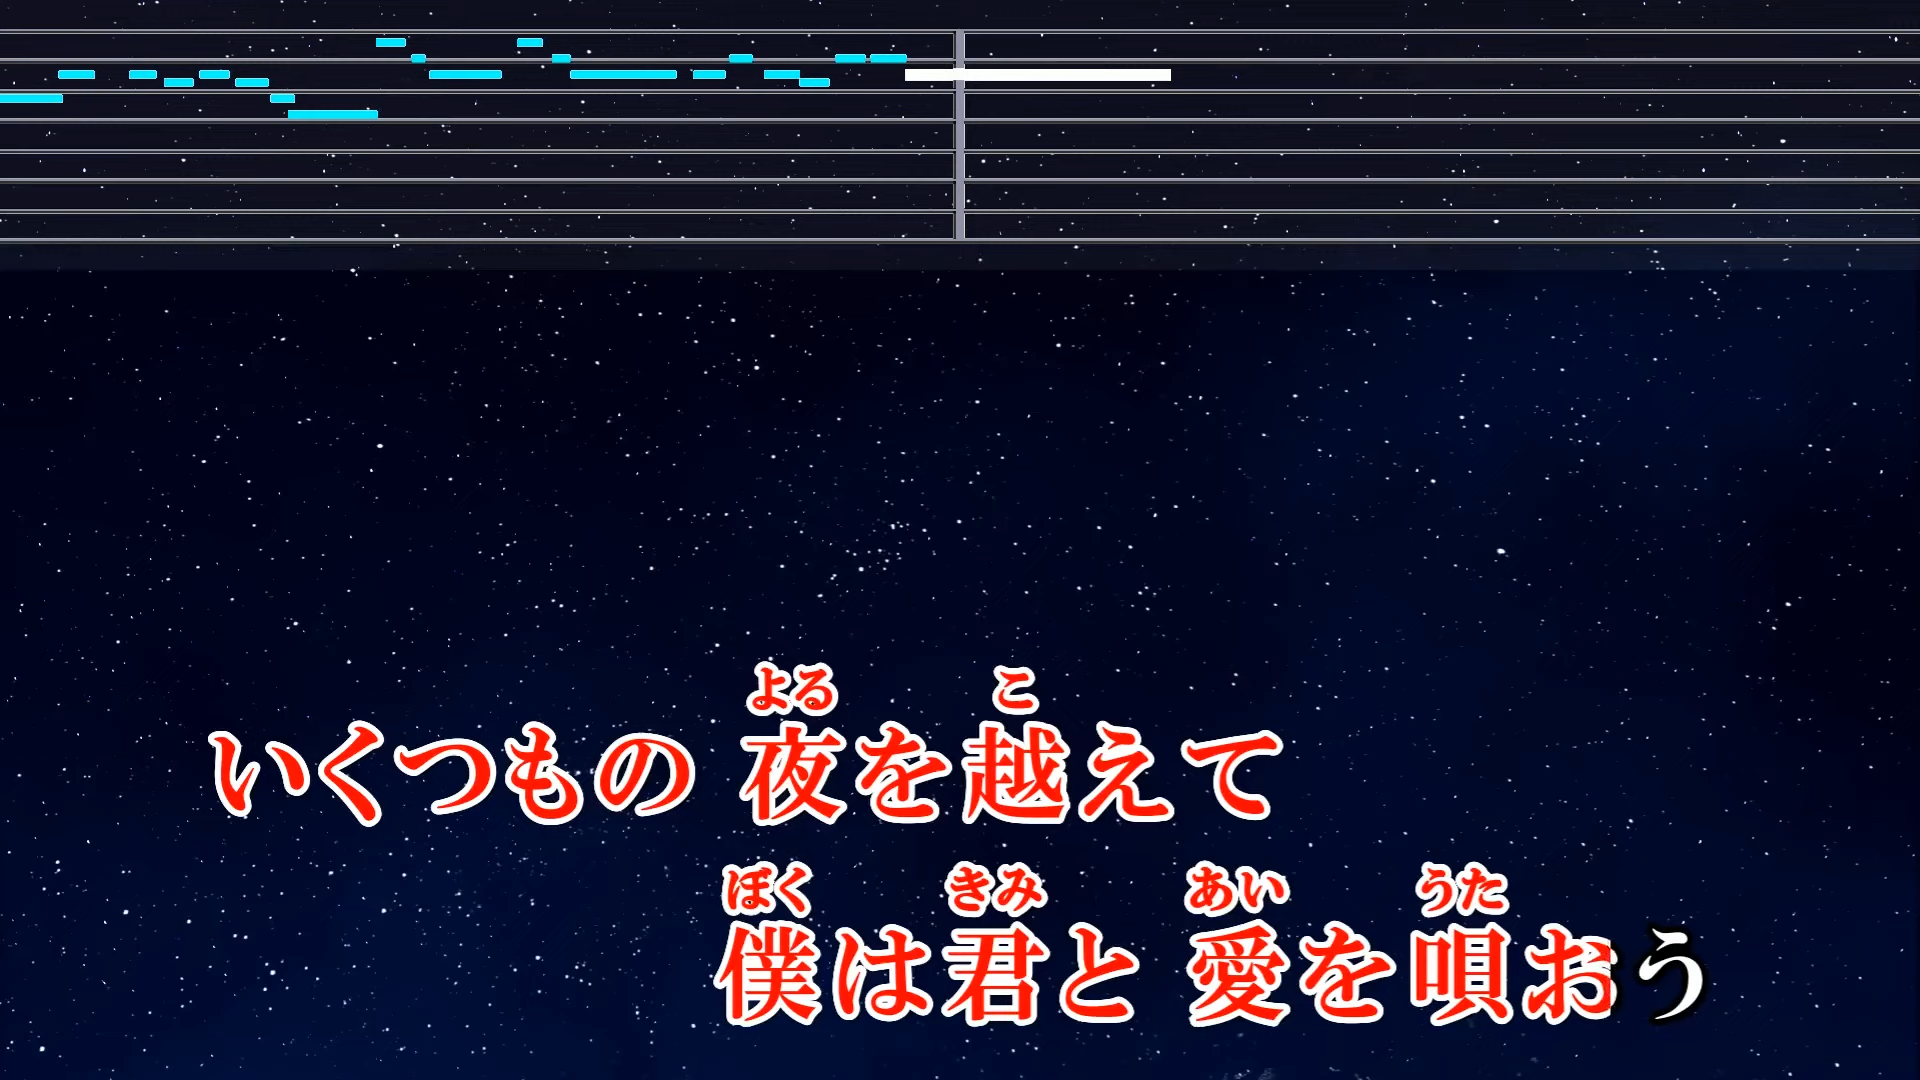 よる こ
いくつもの 夜を越えて
ぼく きみ あい うた
僕は君と 愛を唄おう